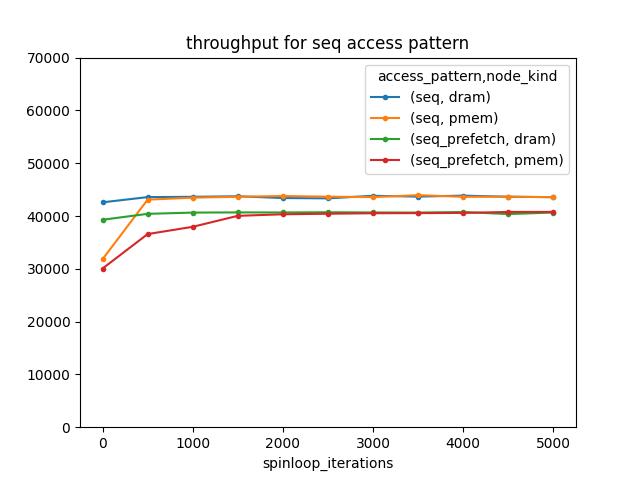 throughput for seq access pattern
70000
60000
50000
40000
30000
20000
10000
0
access_pattern,node_kind
(seq, dram)
(seq, pmem)
(seq_prefetch, dram)
(seq_prefetch, pmem)
0 1000 2000 3000 4000 5000
spinloop_iterations